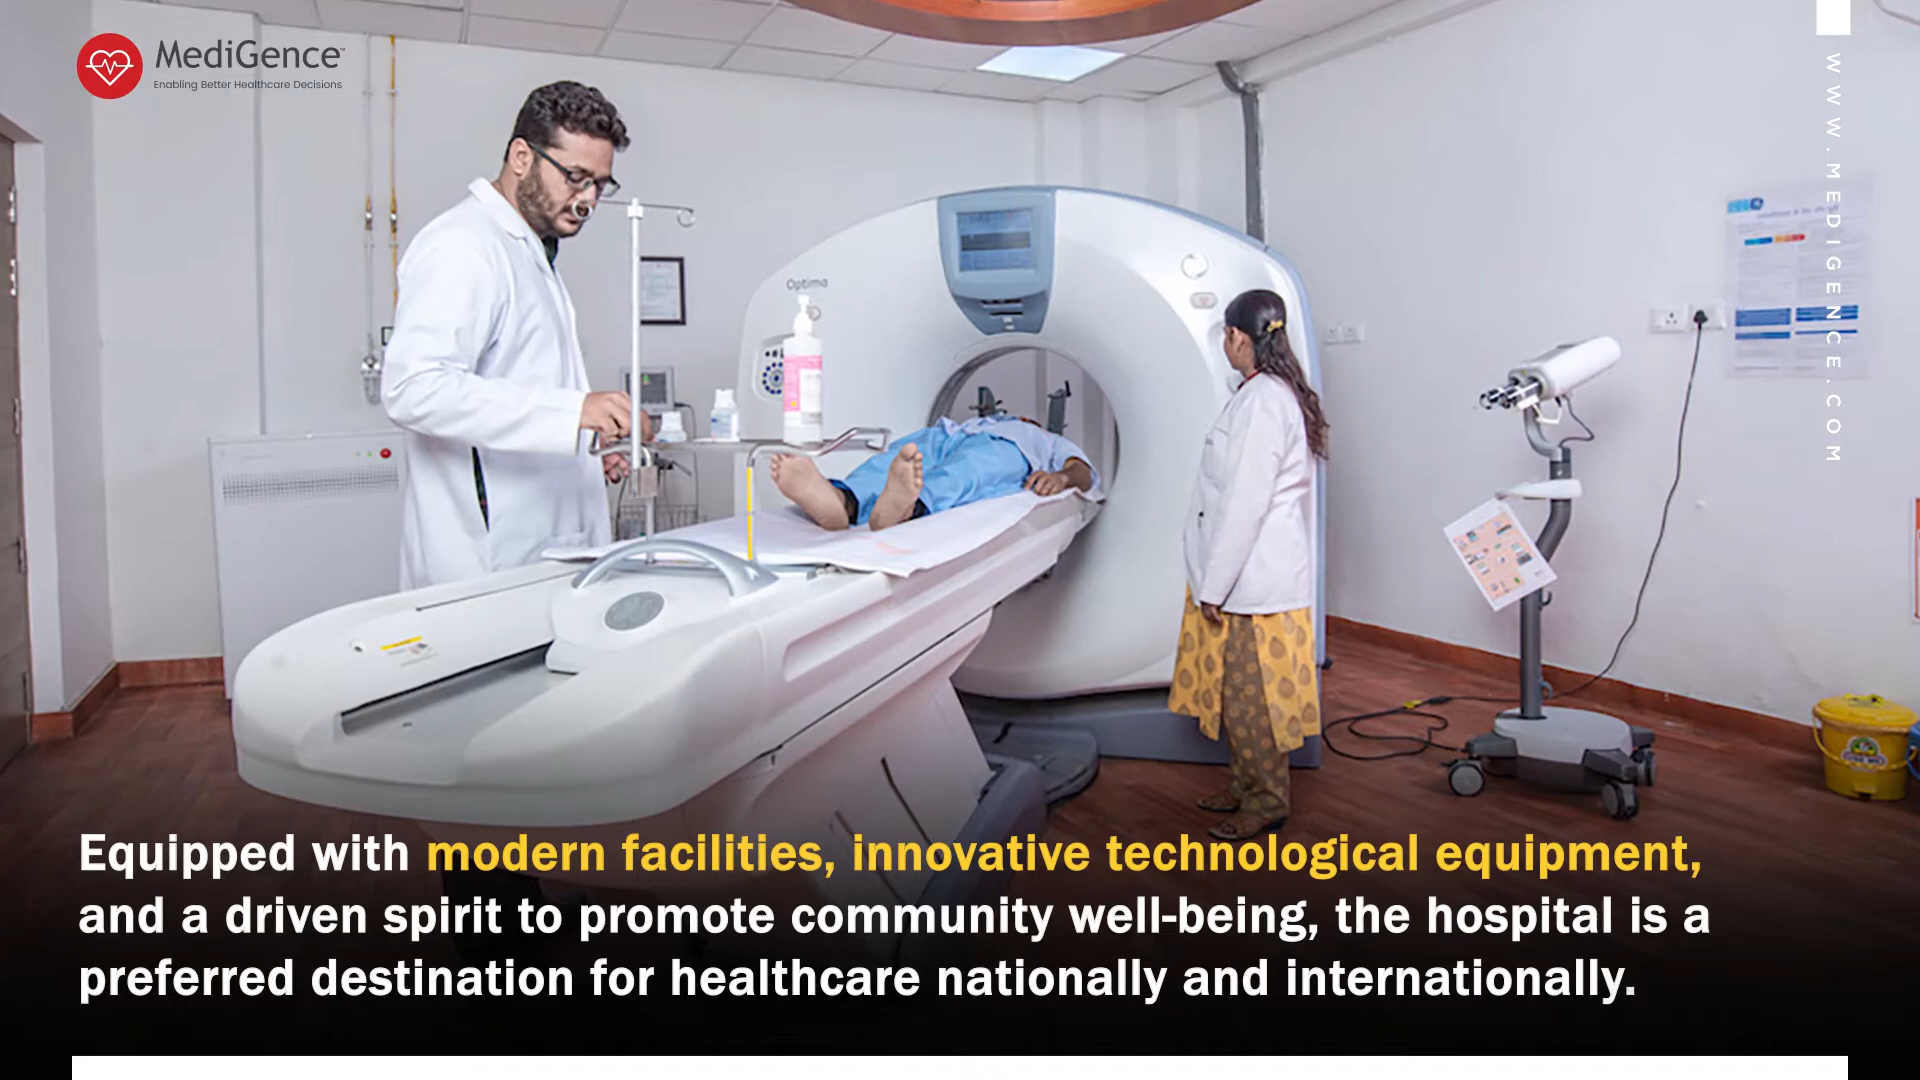 MediGence
Enabling Better Healthcare Decisions
WWW.MEDIGENCE.COM
Optima
Equipped with modern facilities, innovative technological equipment,
and a driven spirit to promote community well-being, the hospital is a
preferred destination for healthcare nationally and internationally.